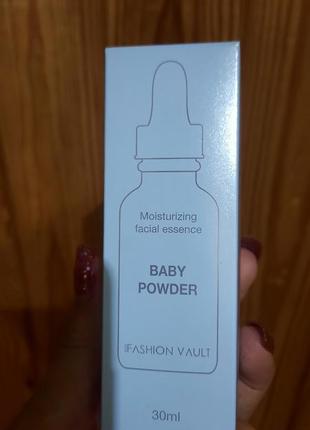 Moisturizing
facial essence
BABY
POWDER
FASHION VAULT
30ml